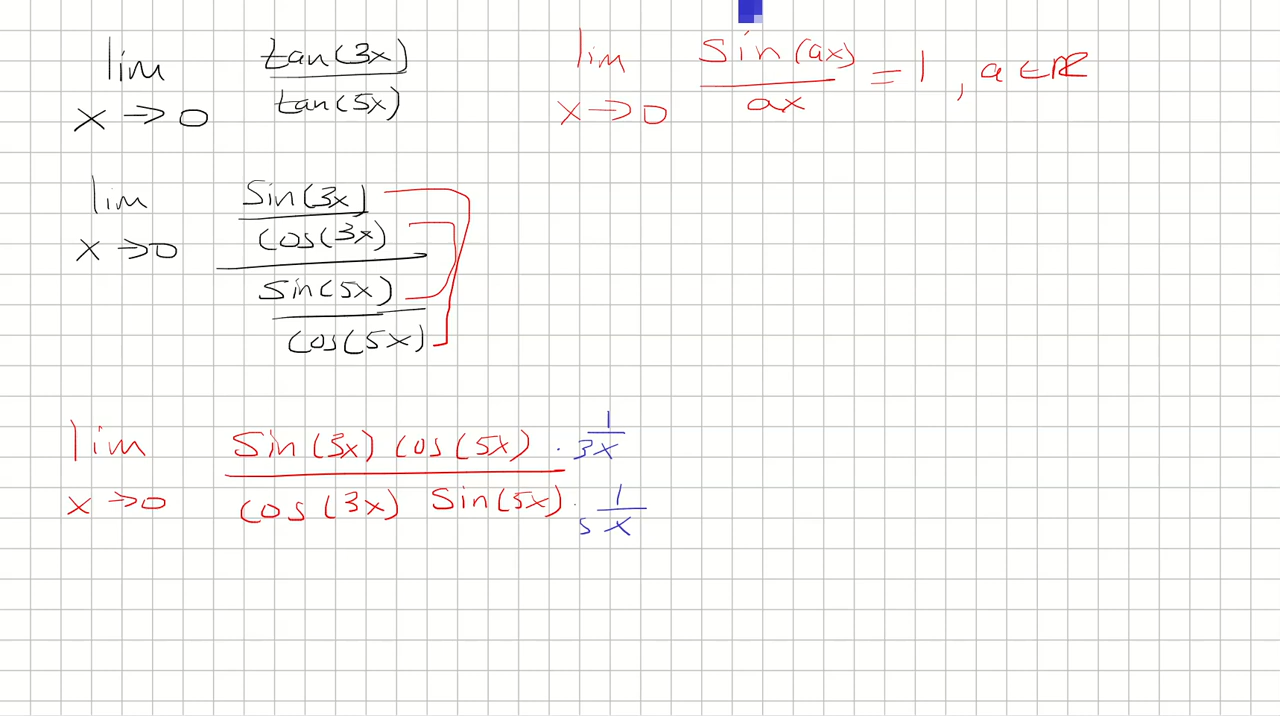 lim tan(3x)
x → 0 tan(5x)
lim sin(ax) = 1 , a ∈ ℝ
x → 0 ax
lim sin(3x)
x → 0 cos(3x)
sin(5x)
cos(5x)
lim sin(3x) cos(5x) · 1/3x
x → 0 cos(3x) sin(5x) · 1/5x